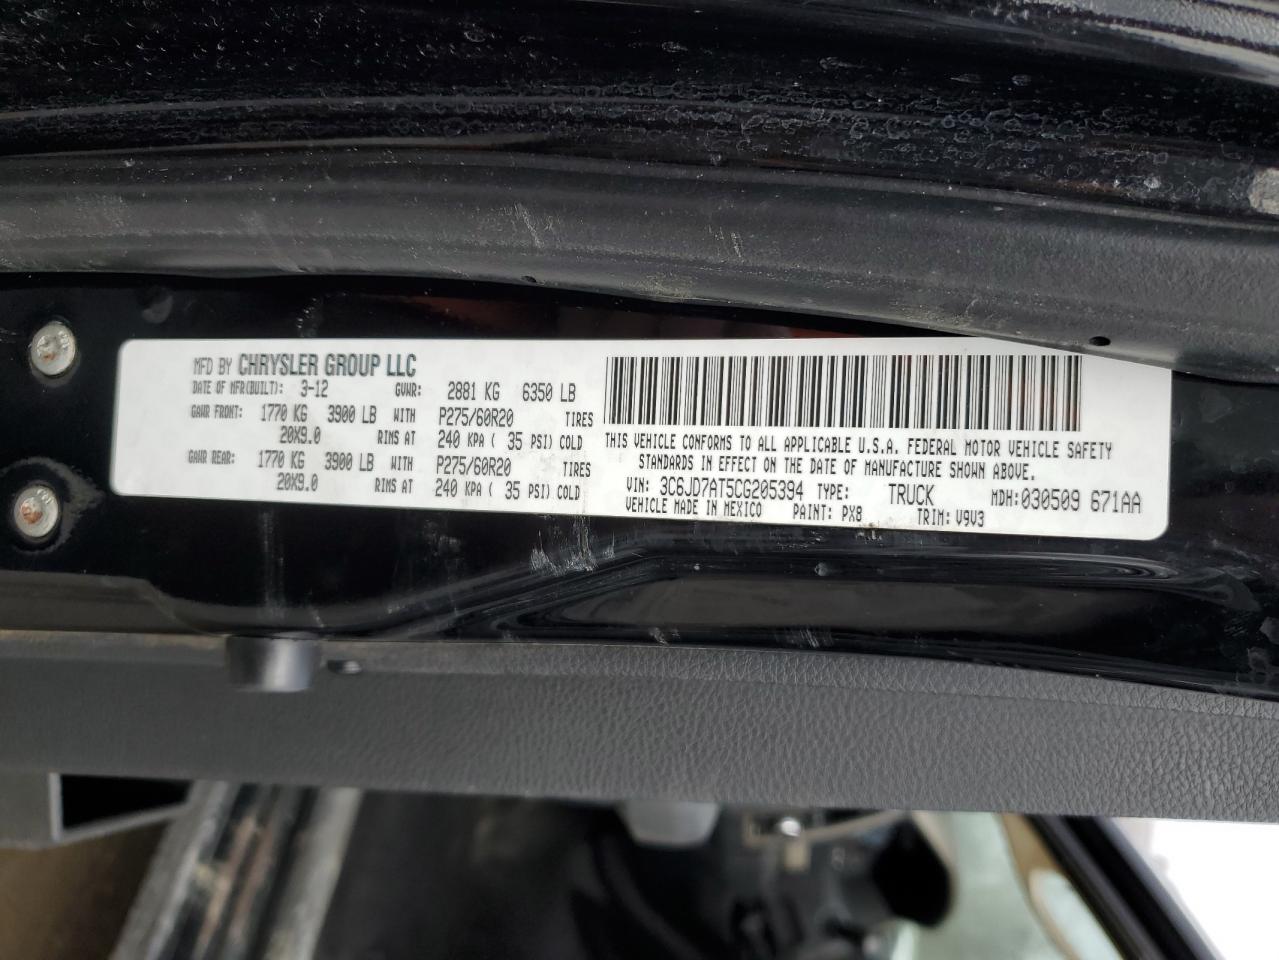 MFD BY CHRYSLER GROUP LLC
DATE OF MFR(BUILT): 3-12 GVWR: 2881 KG 6350 LB
GAWR FRONT: 1770 KG 3900 LB WITH P275/60R20 TIRES
20X9.0 RIMS AT 240 KPA ( 35 PSI) COLD
GAWR REAR: 1770 KG 3900 LB WITH P275/60R20 TIRES
20X9.0 RIMS AT 240 KPA ( 35 PSI) COLD
THIS VEHICLE CONFORMS TO ALL APPLICABLE U.S.A. FEDERAL MOTOR VEHICLE SAFETY
STANDARDS IN EFFECT ON THE DATE OF MANUFACTURE SHOWN ABOVE.
VIN: 3C6JD7AT5CG205394 TYPE: TRUCK MDH:030509 671AA
VEHICLE MADE IN MEXICO PAINT: PX8 TRIM: V9V3